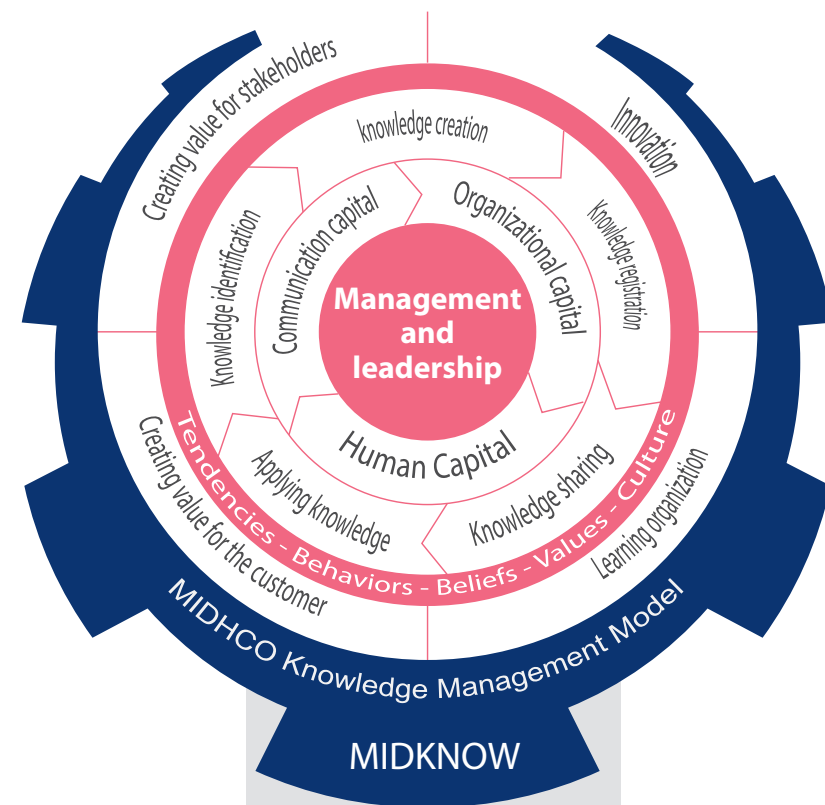 Creating value for stakeholders
Innovation
Learning organization
Creating value for the customer
knowledge creation
Knowledge registration
Knowledge sharing
Applying knowledge
Knowledge identification
Communication capital
Organizational capital
Human Capital
Management
and
leadership
Tendencies - Behaviors - Beliefs - Values - Culture
MIDHCO Knowledge Management Model
MIDKNOW